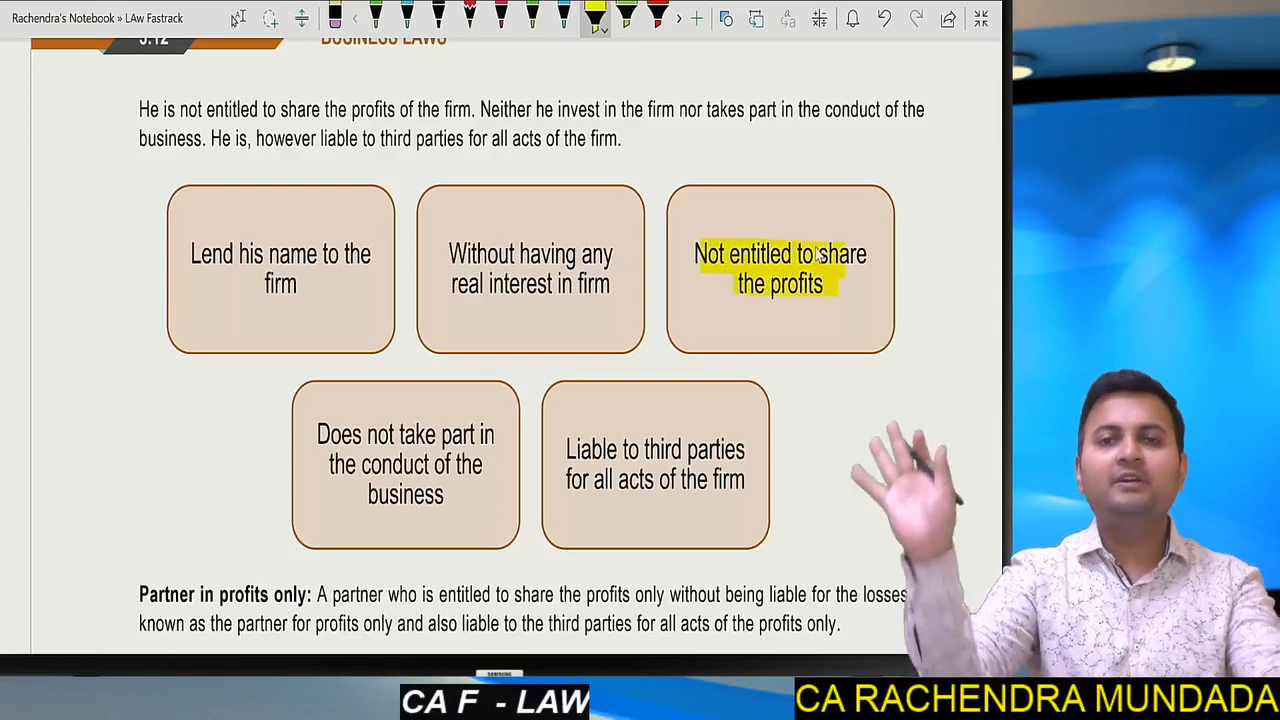 Rachendra's Notebook » LAw Fastrack
5.12
BUSINESS LAWS
He is not entitled to share the profits of the firm. Neither he invest in the firm nor takes part in the conduct of the
business. He is, however liable to third parties for all acts of the firm.
Lend his name to the
firm
Without having any
real interest in firm
Not entitled to share
the profits
Does not take part in
the conduct of the
business
Liable to third parties
for all acts of the firm
Partner in profits only: A partner who is entitled to share the profits only without being liable for the losses
known as the partner for profits only and also liable to the third parties for all acts of the profits only.
SAMSUNG
CA F - LAW
CA RACHENDRA MUNDADA